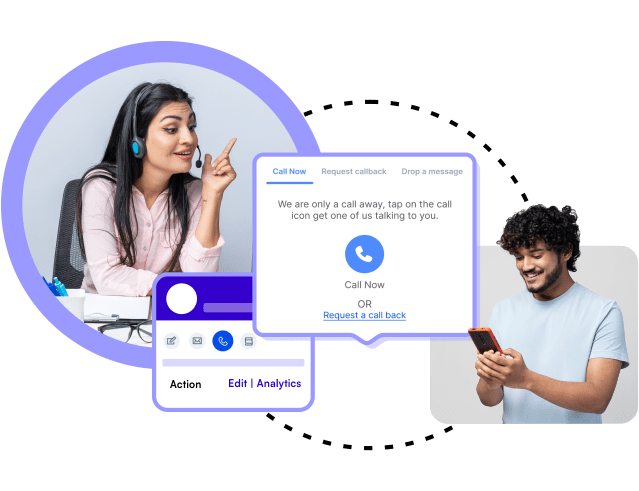 Call Now Request callback Drop a message
We are only a call away, tap on the call
icon get one of us talking to you.
Call Now
OR
Request a call back
Action Edit | Analytics